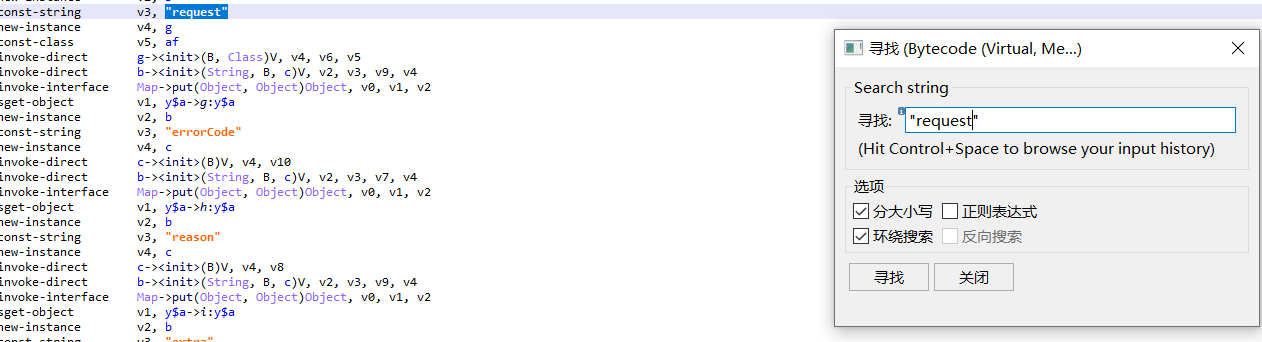 const-string v3, "request"
new-instance v4, g
const-class v5, af
invoke-direct g-><init>(B, Class)V, v4, v6, v5
invoke-direct b-><init>(String, B, c)V, v2, v3, v9, v4
invoke-interface Map->put(Object, Object)Object, v0, v1, v2
sget-object v1, y$a->g:y$a
new-instance v2, b
const-string v3, "errorCode"
new-instance v4, c
invoke-direct c-><init>(B)V, v4, v10
invoke-direct b-><init>(String, B, c)V, v2, v3, v7, v4
invoke-interface Map->put(Object, Object)Object, v0, v1, v2
sget-object v1, y$a->h:y$a
new-instance v2, b
const-string v3, "reason"
new-instance v4, c
invoke-direct c-><init>(B)V, v4, v8
invoke-direct b-><init>(String, B, c)V, v2, v3, v9, v4
invoke-interface Map->put(Object, Object)Object, v0, v1, v2
sget-object v1, y$a->i:y$a
new-instance v2, b
const-string v3, "extra"
寻找 (Bytecode (Virtual, Me...)
Search string
寻找: "request"
(Hit Control+Space to browse your input history)
选项
分大小写 正则表达式
环绕搜索 反向搜索
寻找 关闭